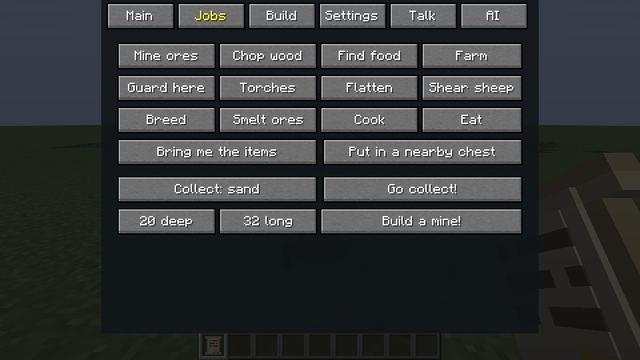 Main Jobs Build Settings Talk AI
Mine ores Chop wood Find food Farm
Guard here Torches Flatten Shear sheep
Breed Smelt ores Cook Eat
Bring me the items Put in a nearby chest
Collect: sand Go collect!
20 deep 32 long Build a mine!